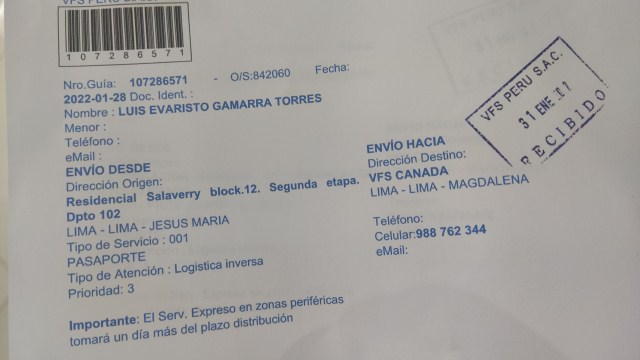 VFS PERU
107286571
Nro.Guía: 107286571 - O/S:842060 Fecha:
2022-01-28 Doc. Ident. :
Nombre : LUIS EVARISTO GAMARRA TORRES
Menor :
Teléfono :
eMail :
ENVÍO DESDE
Dirección Origen:
Residencial Salaverry block.12. Segunda etapa.
Dpto 102
LIMA - LIMA - JESUS MARIA
Tipo de Servicio : 001
PASAPORTE
Tipo de Atención : Logistica inversa
Prioridad: 3
ENVÍO HACIA
Dirección Destino:
VFS CANADA
LIMA - LIMA - MAGDALENA
Teléfono:
Celular:988 762 344
eMail:
Importante: El Serv. Expreso en zonas periféricas
tomará un día más del plazo distribución
VFS PERU S.A.C.
31 ENE
RECIBIDO